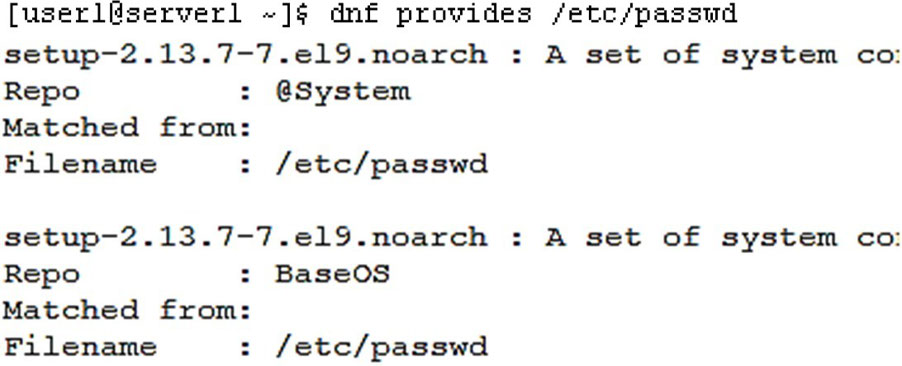 [user1@server1 ~]$ dnf provides /etc/passwd
setup-2.13.7-7.el9.noarch : A set of system co
Repo        : @System
Matched from:
Filename    : /etc/passwd
setup-2.13.7-7.el9.noarch : A set of system co
Repo        : BaseOS
Matched from:
Filename    : /etc/passwd